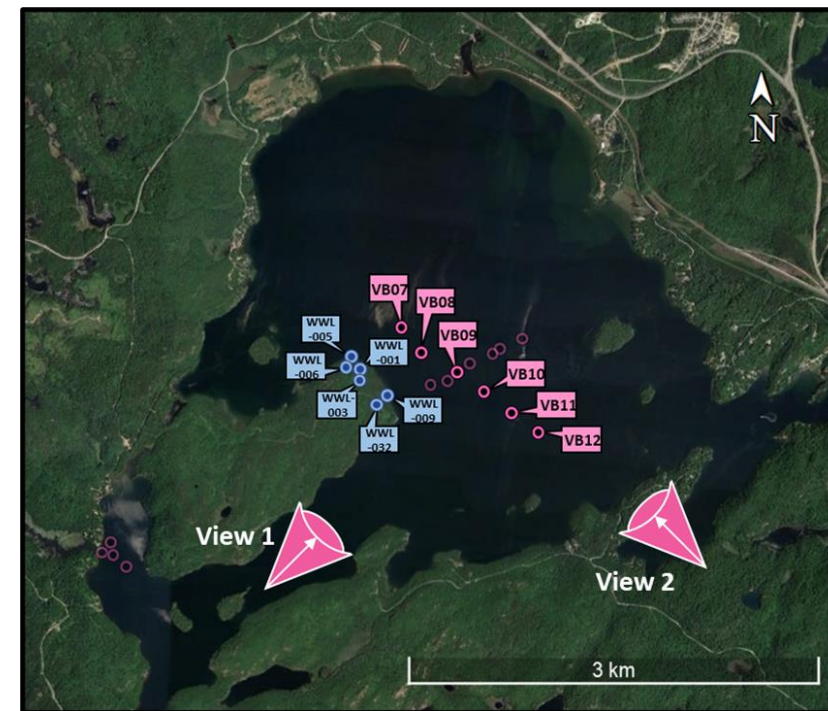 N
VB07
VB08
WWL
-005
WWL
-001
VB09
WWL
-006
VB10
WWL-
003
WWL
-009
VB11
WWL
-032
VB12
View 1
View 2
3 km